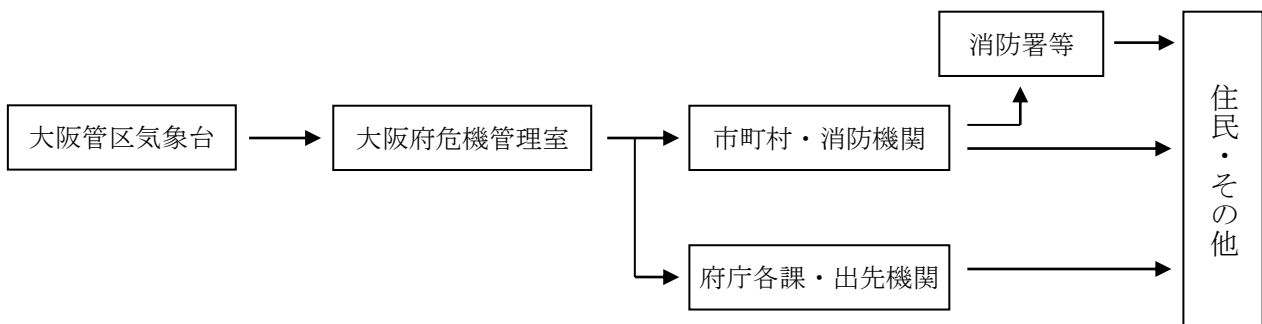 消防署等
大阪管区気象台
大阪府危機管理室
市町村・消防機関
住民・その他
府庁各課・出先機関